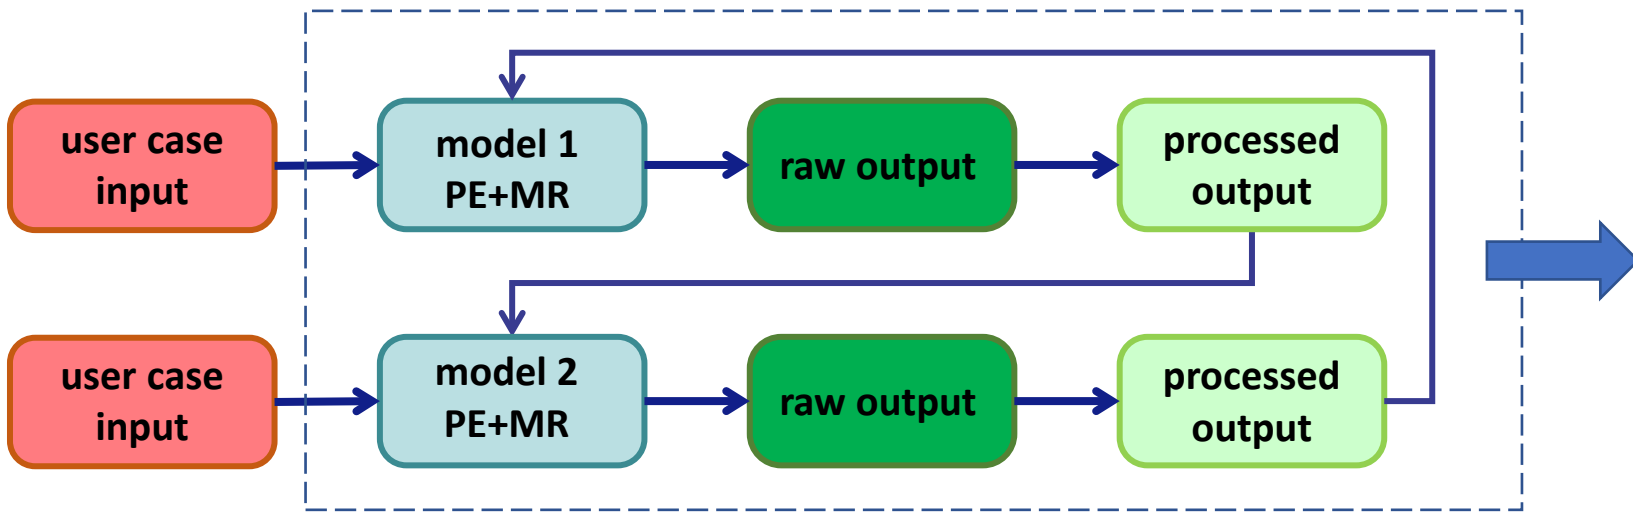 user case
input
model 1
PE+MR
raw output
processed
output
user case
input
model 2
PE+MR
raw output
processed
output